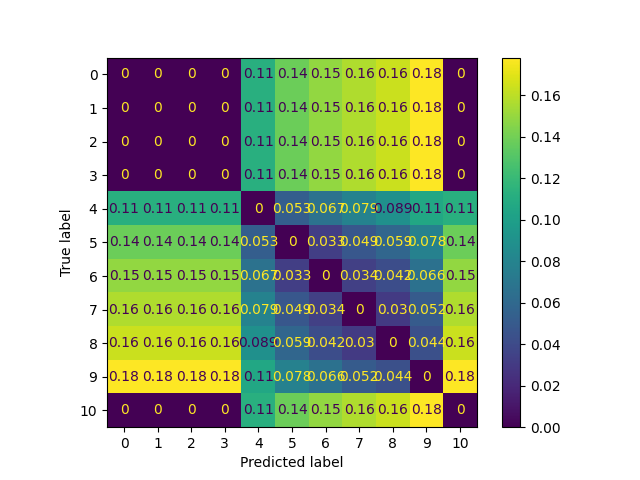 0 0 0 0 0 0.11 0.14 0.15 0.16 0.16 0.18 0
1 0 0 0 0 0.11 0.14 0.15 0.16 0.16 0.18 0
2 0 0 0 0 0.11 0.14 0.15 0.16 0.16 0.18 0
3 0 0 0 0 0.11 0.14 0.15 0.16 0.16 0.18 0
4 0.11 0.11 0.11 0.11 0 0.053 0.067 0.079 0.089 0.11 0.11
5 0.14 0.14 0.14 0.14 0.053 0 0.033 0.049 0.059 0.078 0.14
6 0.15 0.15 0.15 0.15 0.067 0.033 0 0.034 0.042 0.066 0.15
7 0.16 0.16 0.16 0.16 0.079 0.049 0.034 0 0.03 0.052 0.16
8 0.16 0.16 0.16 0.16 0.089 0.059 0.042 0.03 0 0.044 0.16
9 0.18 0.18 0.18 0.18 0.11 0.078 0.066 0.052 0.044 0 0.18
10 0 0 0 0 0.11 0.14 0.15 0.16 0.16 0.18 0
0 1 2 3 4 5 6 7 8 9 10
Predicted label
True label
0.16
0.14
0.12
0.10
0.08
0.06
0.04
0.02
0.00